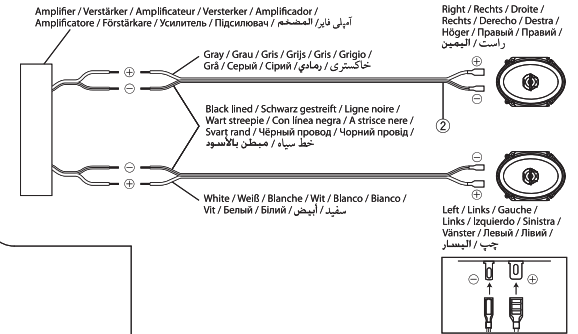 Amplifier / Verstärker / Amplificateur / Versterker / Amplificador /
Amplificatore / Förstärkare / Усилитель / Підсилювач / المضخم / آمپلی فایر
Right / Rechts / Droite /
Rechts / Derecho / Destra /
Höger / Правый / Правий /
راست / اليمين
Gray / Grau / Gris / Grijs / Gris / Grigio /
Grå / Серый / Сірий / رمادي / خاکستری
⊕
⊖
⊕
⊖
Black lined / Schwarz gestreift / Ligne noire /
Wart streepie / Con línea negra / A strisce nere /
Svart rand / Чёрный провод / Чорний провід /
خط سیاه / مبطن بالأسود
2
⊖
⊕
⊖
⊕
White / Weiß / Blanche / Wit / Blanco / Bianco /
Vit / Белый / Білий / أبيض / سفید
Left / Links / Gauche /
Links / Izquierdo / Sinistra /
Vänster / Левый / Лівий /
چپ / اليسار
⊖ ⊕